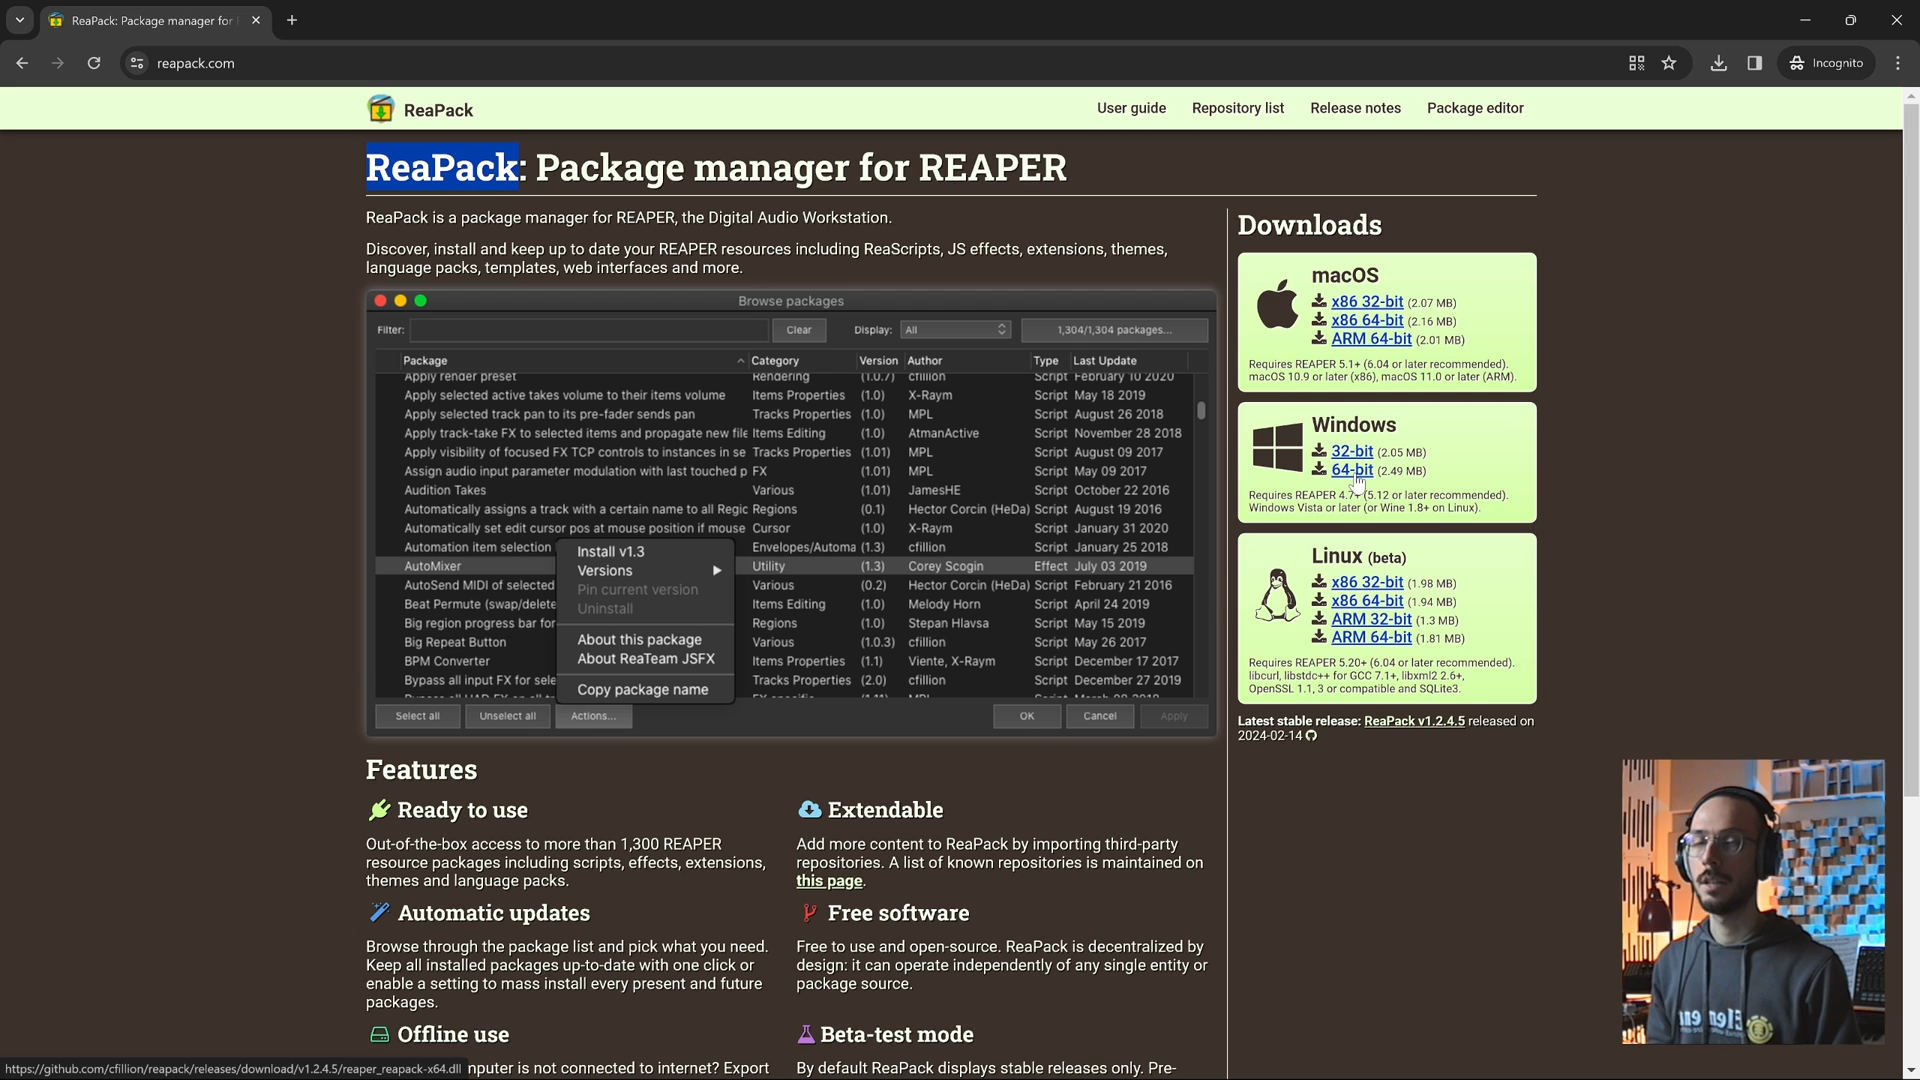 ReaPack: Package manager for
reapack.com
Incognito
ReaPack
User guide
Repository list
Release notes
Package editor
ReaPack: Package manager for REAPER
ReaPack is a package manager for REAPER, the Digital Audio Workstation.
Discover, install and keep up to date your REAPER resources including ReaScripts, JS effects, extensions, themes,
language packs, templates, web interfaces and more.
Browse packages
Filter:
Clear
Display:
All
1,304/1,304 packages...
Package Category Version Author Type Last Update
Apply render preset Rendering (1.0.7) cfillion Script February 10 2020
Apply selected active takes volume to their items volume Items Properties (1.0) X-Raym Script May 18 2019
Apply selected track pan to its pre-fader sends pan Tracks Properties (1.0) MPL Script August 26 2018
Apply track-take FX to selected items and propagate new file Items Editing (1.0) AtmanActive Script November 28 2018
Apply visibility of focused FX TCP controls to instances in se Tracks Properties (1.01) MPL Script August 09 2017
Assign audio input parameter modulation with last touched p FX (1.01) MPL Script May 09 2017
Audition Takes Various (1.01) JamesHE Script October 22 2016
Automatically assigns a track with a certain name to all Regic Regions (0.1) Hector Corcin (HeDa) Script August 19 2016
Automatically set edit cursor pos at mouse position if mouse Cursor (1.0) X-Raym Script January 31 2020
Automation item selection Envelopes/Automa (1.3) cfillion Script January 25 2018
AutoMixer Utility (1.3) Corey Scogin Effect July 03 2019
AutoSend MIDI of selected Various (0.2) Hector Corcin (HeDa) Script February 21 2016
Beat Permute (swap/delete Items Editing (1.0) Melody Horn Script April 24 2019
Big region progress bar for Regions (1.0) Stepan Hlavsa Script May 15 2019
Big Repeat Button Various (1.0.3) cfillion Script May 26 2017
BPM Converter Items Properties (1.1) Viente, X-Raym Script December 17 2017
Bypass all input FX for sele Tracks Properties (2.0) cfillion Script December 27 2019
Install v1.3
Versions
Pin current version
Uninstall
About this package
About ReaTeam JSFX
Copy package name
Select all
Unselect all
Actions...
OK
Cancel
Apply
Downloads
macOS
x86 32-bit (2.07 MB)
x86 64-bit (2.16 MB)
ARM 64-bit (2.01 MB)
Requires REAPER 5.1+ (6.04 or later recommended).
macOS 10.9 or later (x86), macOS 11.0 or later (ARM).
Windows
32-bit (2.05 MB)
64-bit (2.49 MB)
Requires REAPER 4.7+ (5.12 or later recommended).
Windows Vista or later (or Wine 1.8+ on Linux).
Linux (beta)
x86 32-bit (1.98 MB)
x86 64-bit (1.94 MB)
ARM 32-bit (1.3 MB)
ARM 64-bit (1.81 MB)
Requires REAPER 5.20+ (6.04 or later recommended).
libcurl, libstdc++ for GCC 7.1+, libxml2 2.6+,
OpenSSL 1.1, 3 or compatible and SQLite3.
Latest stable release: ReaPack v1.2.4.5 released on
2024-02-14
Features
Ready to use
Out-of-the-box access to more than 1,300 REAPER
resource packages including scripts, effects, extensions,
themes and language packs.
Extendable
Add more content to ReaPack by importing third-party
repositories. A list of known repositories is maintained on
this page.
Automatic updates
Browse through the package list and pick what you need.
Keep all installed packages up-to-date with one click or
enable a setting to mass install every present and future
packages.
Free software
Free to use and open-source. ReaPack is decentralized by
design: it can operate independently of any single entity or
package source.
Offline use
mputer is not connected to internet? Export
Beta-test mode
By default ReaPack displays stable releases only. Pre-
https://github.com/cfillion/reapack/releases/download/v1.2.4.5/reaper_reapack-x64.dll